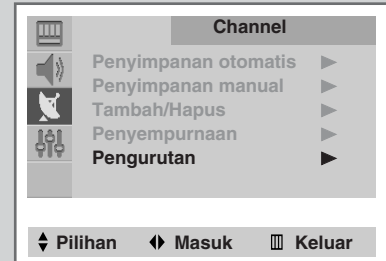 Channel
Penyimpanan otomatis
Penyimpanan manual
Tambah/Hapus
Penyempurnaan
Pengurutan
Pilihan Masuk Keluar